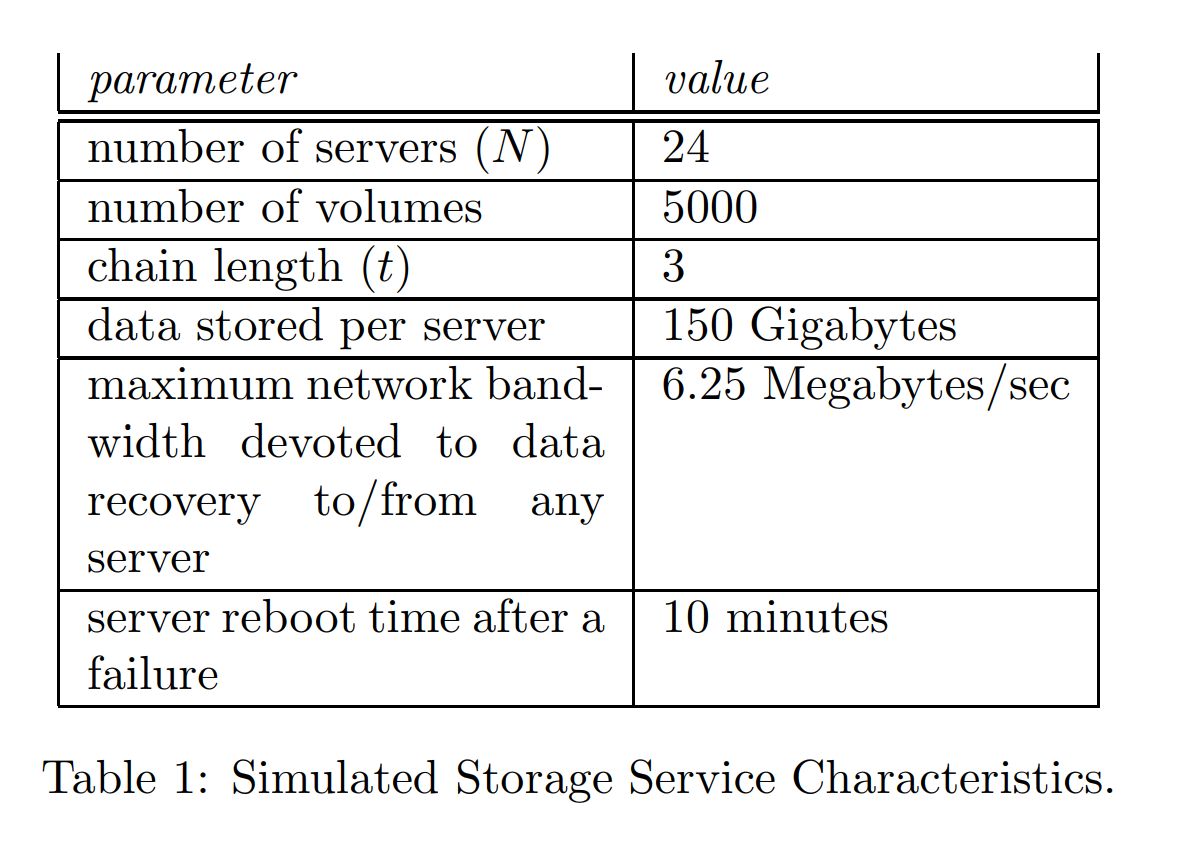 parameter value
number of servers (N) 24
number of volumes 5000
chain length (t) 3
data stored per server 150 Gigabytes
maximum network band- 6.25 Megabytes/sec
width devoted to data
recovery to/from any
server
server reboot time after a 10 minutes
failure
Table 1: Simulated Storage Service Characteristics.